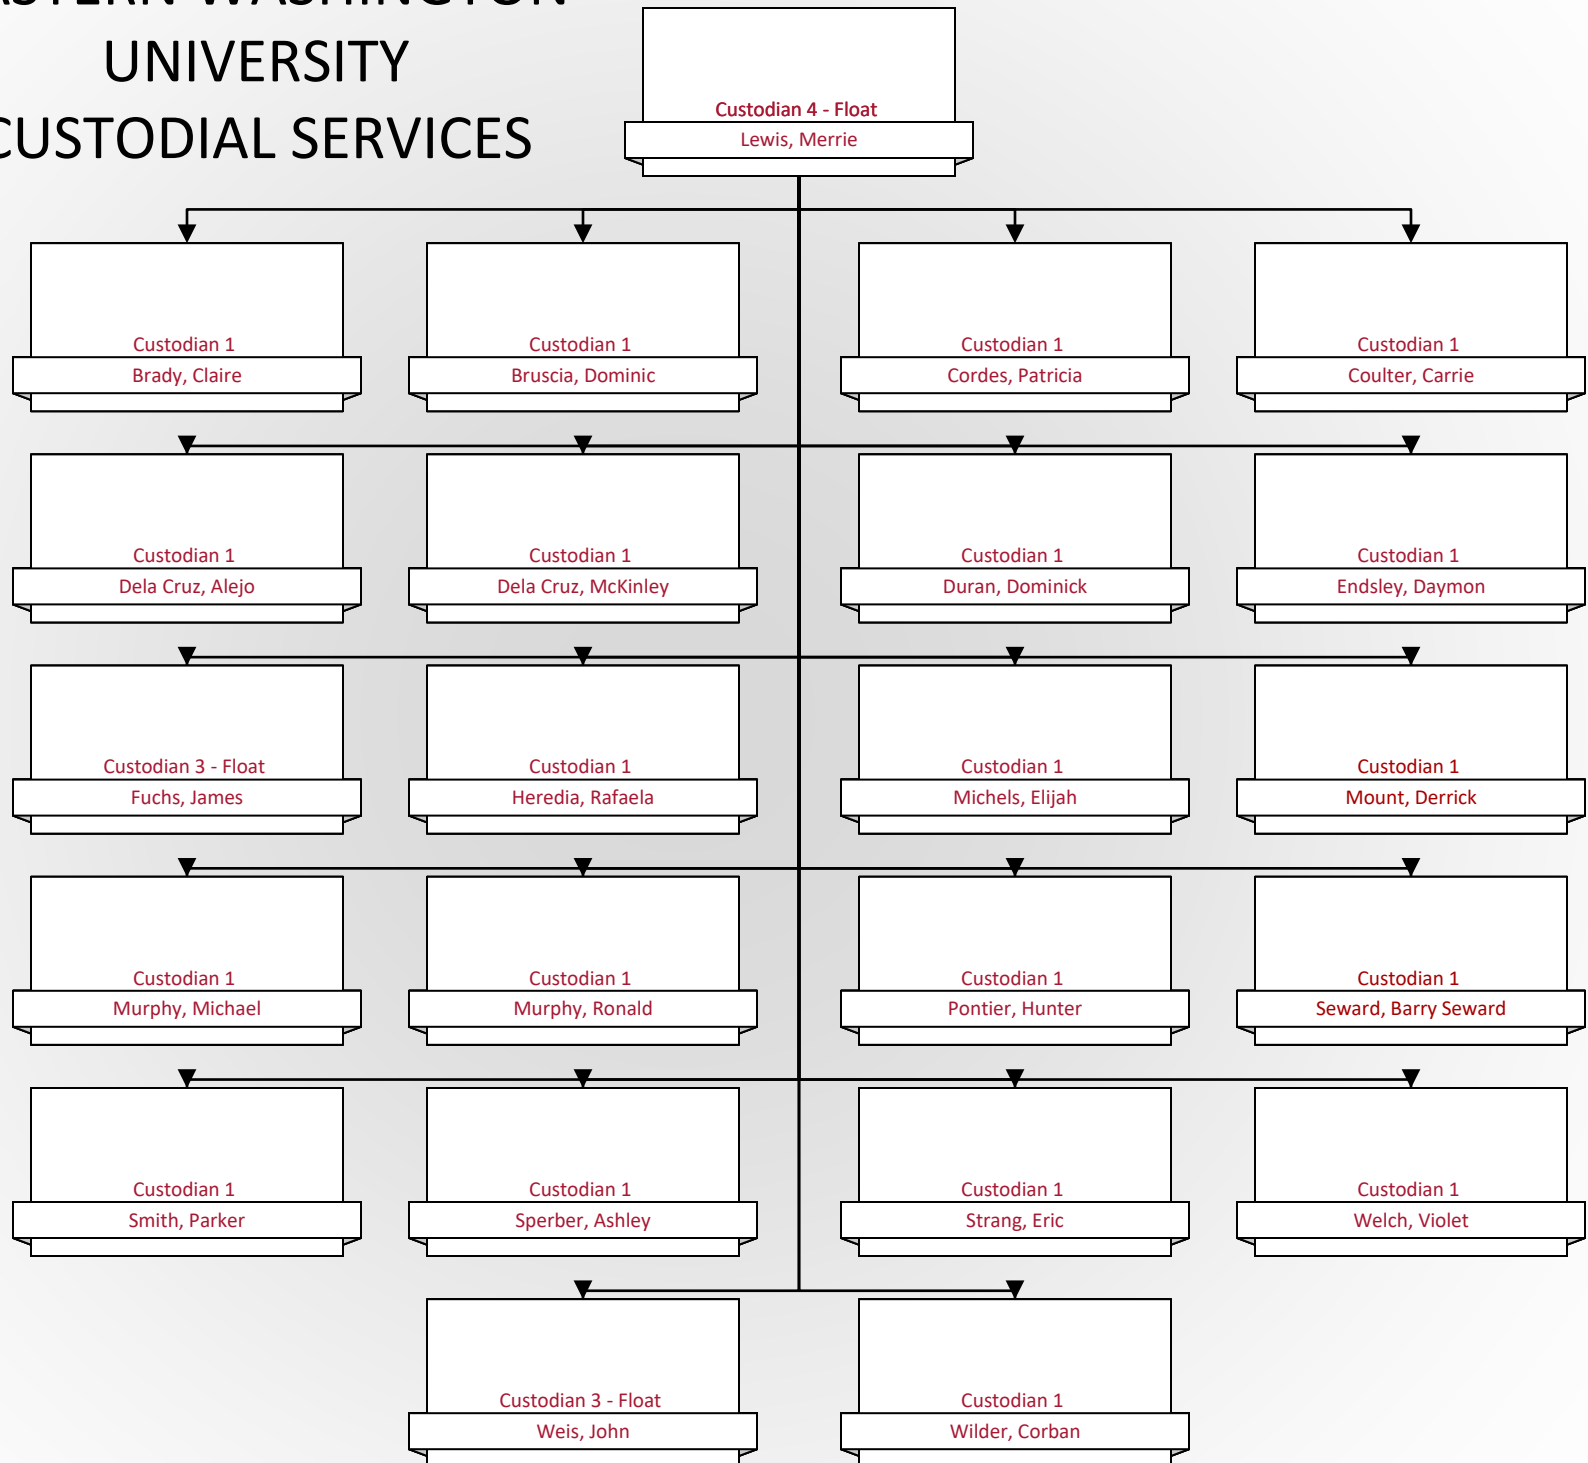 UNIVERSITY
CUSTODIAL SERVICES
Custodian 4 - Float
Lewis, Merrie
Custodian 1
Brady, Claire
Custodian 1
Bruscia, Dominic
Custodian 1
Cordes, Patricia
Custodian 1
Coulter, Carrie
Custodian 1
Dela Cruz, Alejo
Custodian 1
Dela Cruz, McKinley
Custodian 1
Duran, Dominick
Custodian 1
Endsley, Daymon
Custodian 3 - Float
Fuchs, James
Custodian 1
Heredia, Rafaela
Custodian 1
Michels, Elijah
Custodian 1
Mount, Derrick
Custodian 1
Murphy, Michael
Custodian 1
Murphy, Ronald
Custodian 1
Pontier, Hunter
Custodian 1
Seward, Barry Seward
Custodian 1
Smith, Parker
Custodian 1
Sperber, Ashley
Custodian 1
Strang, Eric
Custodian 1
Welch, Violet
Custodian 3 - Float
Weis, John
Custodian 1
Wilder, Corban